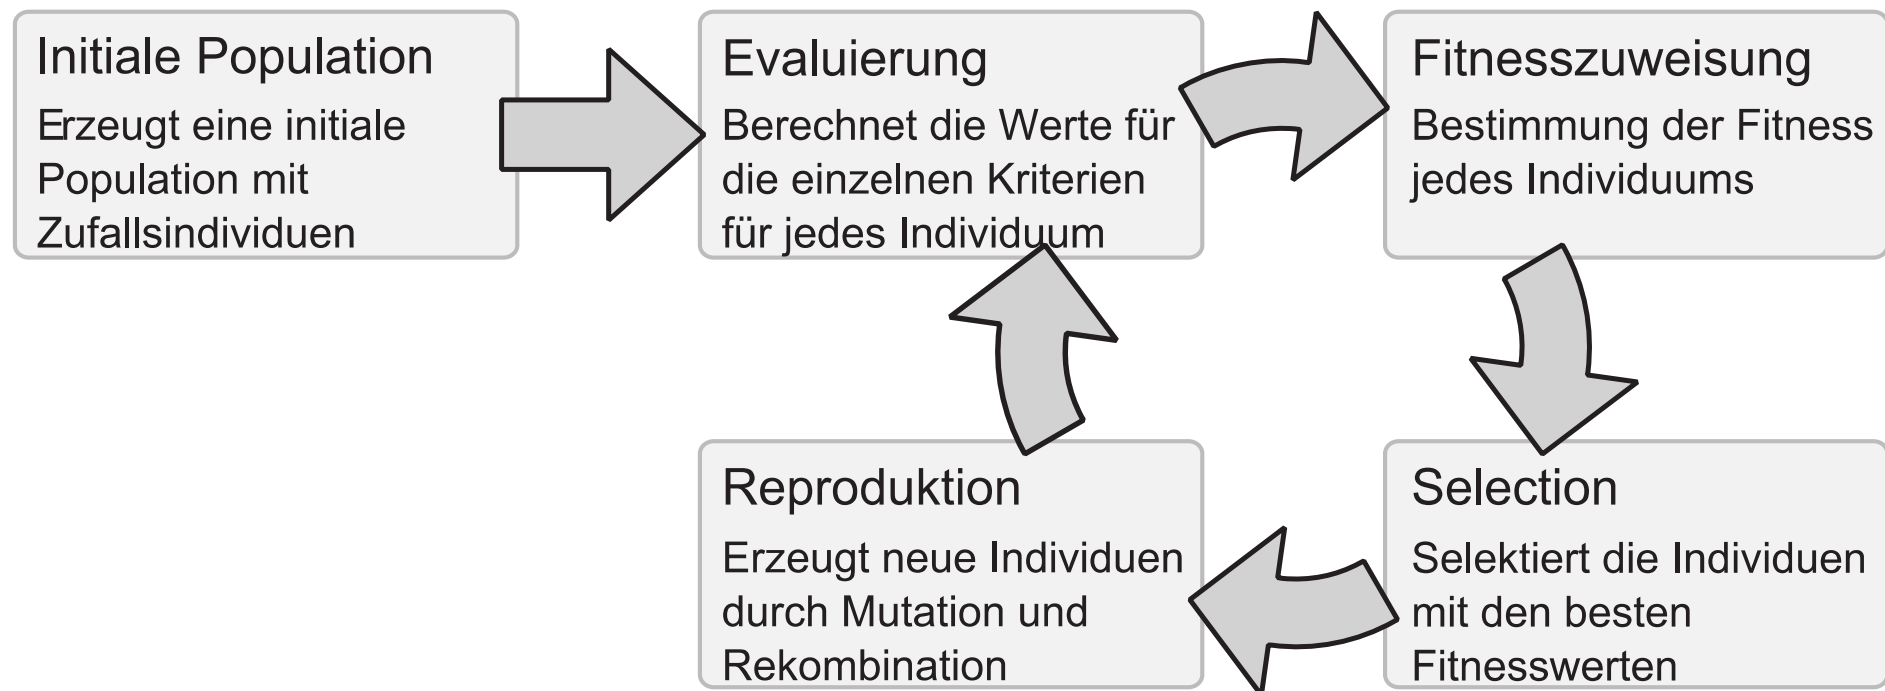 Initiale Population
Erzeugt eine initiale
Population mit
Zufallsindividuen
Evaluierung
Berechnet die Werte für
die einzelnen Kriterien
für jedes Individuum
Fitnesszuweisung
Bestimmung der Fitness
jedes Individuums
Selection
Selektiert die Individuen
mit den besten
Fitnesswerten
Reproduktion
Erzeugt neue Individuen
durch Mutation und
Rekombination